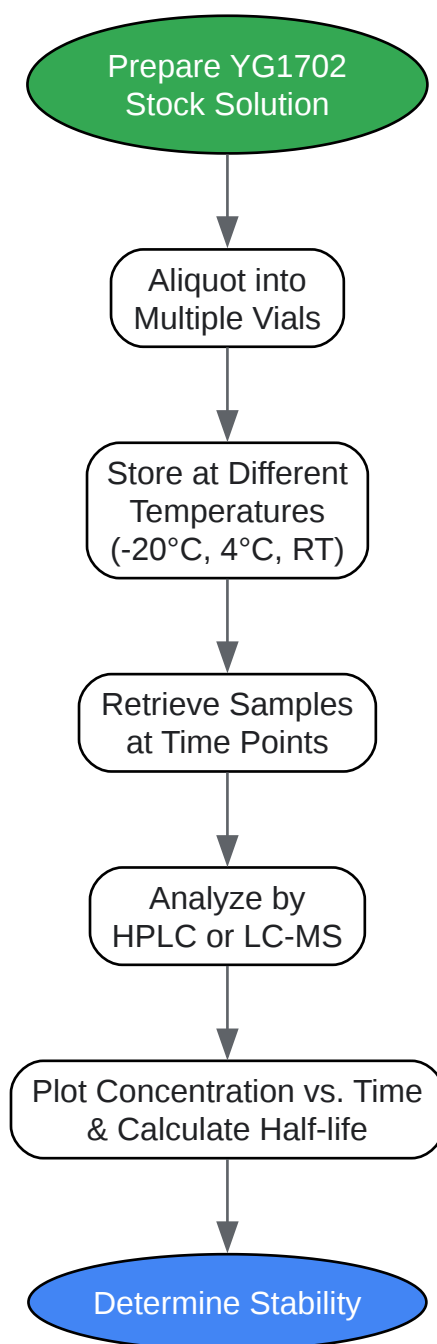 Prepare YG1702
Stock Solution
Aliquot into
Multiple Vials
Store at Different
Temperatures
(-20°C, 4°C, RT)
Retrieve Samples
at Time Points
Analyze by
HPLC or LC-MS
Plot Concentration vs. Time
& Calculate Half-life
Determine Stability